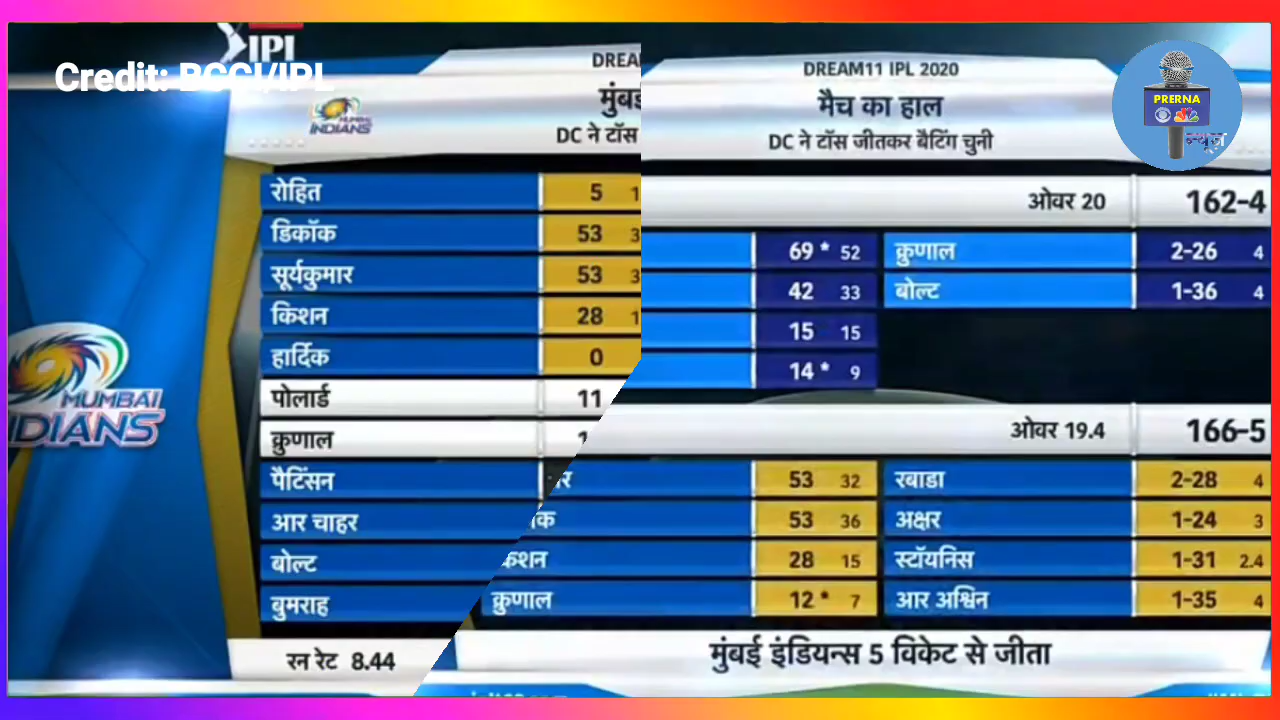 IPL
Credit: BCCI/IPL
MUMBAI
INDIANS
DREAM11 IPL 2020
मैच का हाल
DC ने टॉस
DC ने टॉस जीतकर बैटिंग चुनी
PRERNA
न्यूज़
रोहित 5
डिकॉक 53
सूर्यकुमार 53
किशन 28
हार्दिक 0
पोलार्ड 11
क्रुणाल
पैटिंसन
आर चाहर
बोल्ट
बुमराह
रन रेट 8.44
MUMBAI
INDIANS
ओवर 20 162-4
69 * 52 क्रुणाल 2-26 4
42 33 बोल्ट 1-36 4
15 15
14 * 9
ओवर 19.4 166-5
53 32 रबाडा 2-28 4
53 36 अक्षर 1-24 3
किशन 28 15 स्टॉयनिस 1-31 2.4
क्रुणाल 12 * 7 आर अश्विन 1-35 4
मुंबई इंडियन्स 5 विकेट से जीता